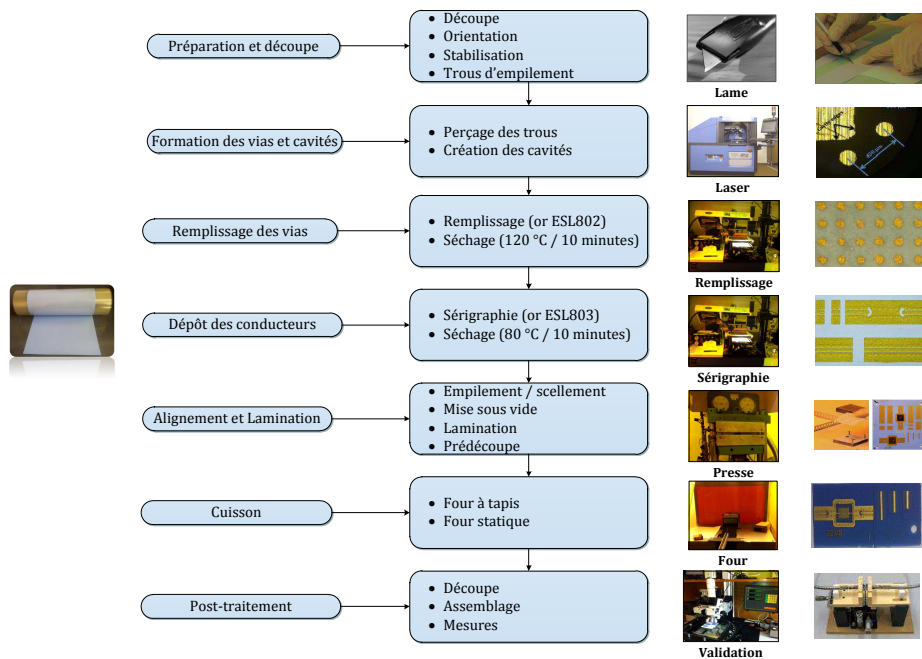 Préparation et découpe
• Découpe
• Orientation
• Stabilisation
• Trous d'empilement
Lame
Formation des vias et cavités
• Perçage des trous
• Création des cavités
Laser
Remplissage des vias
• Remplissage (or ESL802)
• Séchage (120 °C / 10 minutes)
Remplissage
Dépôt des conducteurs
• Sérigraphie (or ESL803)
• Séchage (80 °C / 10 minutes)
Sérigraphie
Alignement et Lamination
• Empilement / scellement
• Mise sous vide
• Lamination
• Prédécoupe
Presse
Cuisson
• Four à tapis
• Four statique
Four
Post-traitement
• Découpe
• Assemblage
• Mesures
Validation